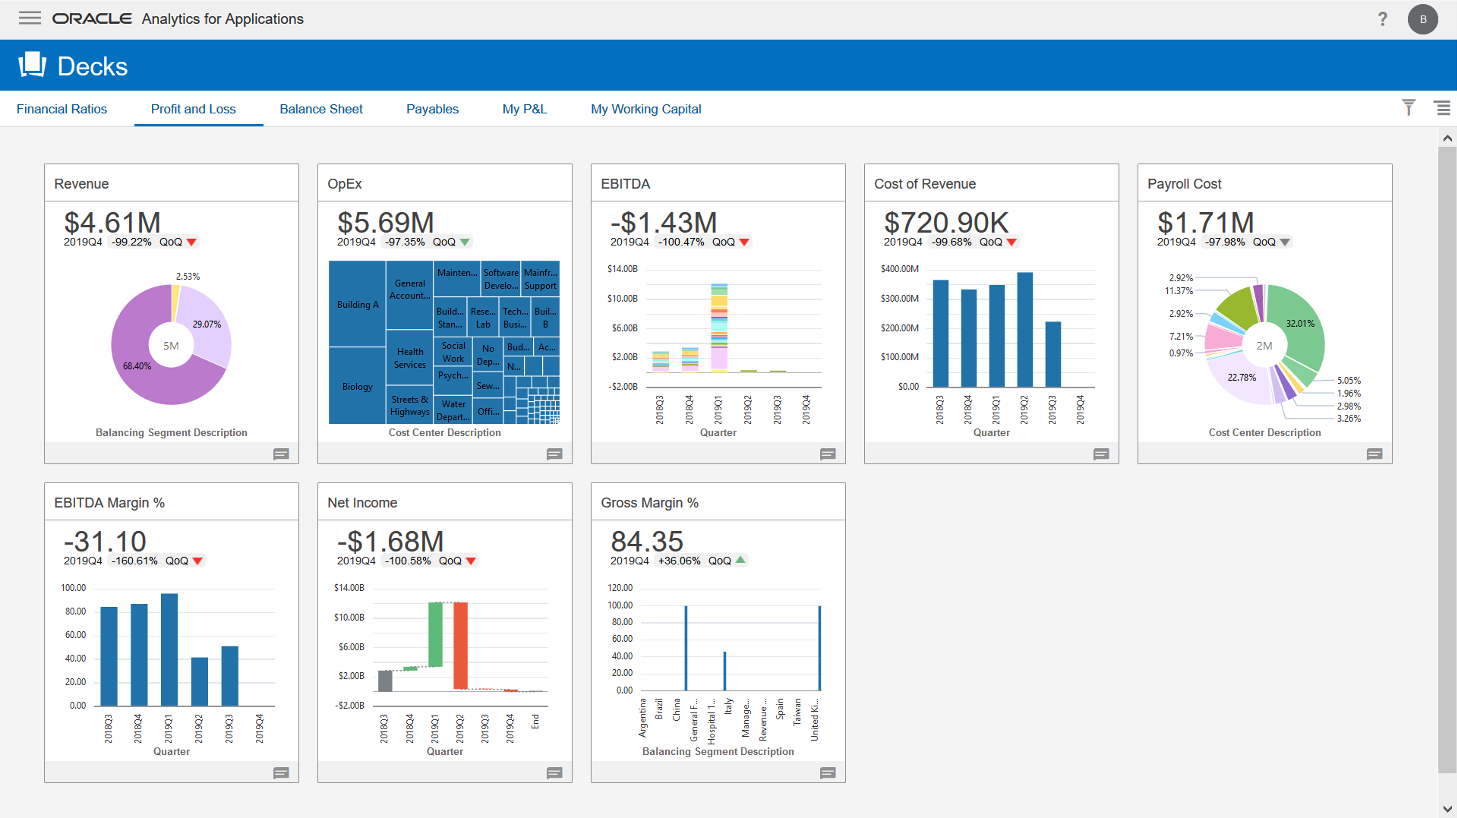 ORACLE Analytics for Applications
?
B
Decks
Financial Ratios
Profit and Loss
Balance Sheet
Payables
My P&L
My Working Capital
Revenue
$4.61M
2019Q4 -99.22% QoQ
2.53%
29.07%
5M
68.40%
Balancing Segment Description
OpEx
$5.69M
2019Q4 -97.35% QoQ
Building A
Biology
General
Account...
Health
Services
Streets &
Highways
Mainten...
Software
Develo...
Mainfr...
Support
Build...
Stan...
Rese...
Lab
Tech...
Busi...
Buil...
B
Social
Work
No
Dep...
Bud...
Ac...
N...
Psych...
Sew...
Water
Depart...
Offi...
Cost Center Description
EBITDA
-$1.43M
2019Q4 -100.47% QoQ
$14.00B
$10.00B
$6.00B
$2.00B
-$2.00B
2018Q3
2018Q4
2019Q1
2019Q2
2019Q3
2019Q4
Quarter
Cost of Revenue
$720.90K
2019Q4 -99.68% QoQ
$400.00M
$300.00M
$200.00M
$100.00M
$0.00
2018Q3
2018Q4
2019Q1
2019Q2
2019Q3
2019Q4
Quarter
Payroll Cost
$1.71M
2019Q4 -97.98% QoQ
2.92%
11.37%
2.92%
7.21%
0.97%
32.01%
2M
22.78%
5.05%
1.96%
2.98%
3.26%
Cost Center Description
EBITDA Margin %
-31.10
2019Q4 -160.61% QoQ
100.00
80.00
60.00
40.00
20.00
0.00
2018Q3
2018Q4
2019Q1
2019Q2
2019Q3
2019Q4
Quarter
Net Income
-$1.68M
2019Q4 -100.58% QoQ
$14.00B
$10.00B
$6.00B
$2.00B
-$2.00B
2018Q3
2018Q4
2019Q1
2019Q2
2019Q3
2019Q4
End
Quarter
Gross Margin %
84.35
2019Q4 +36.06% QoQ
120.00
100.00
80.00
60.00
40.00
20.00
0.00
Argentina
Brazil
China
General F...
Hospital 1...
Italy
Manage...
Revenue ...
Spain
Taiwan
United Ki...
Balancing Segment Description